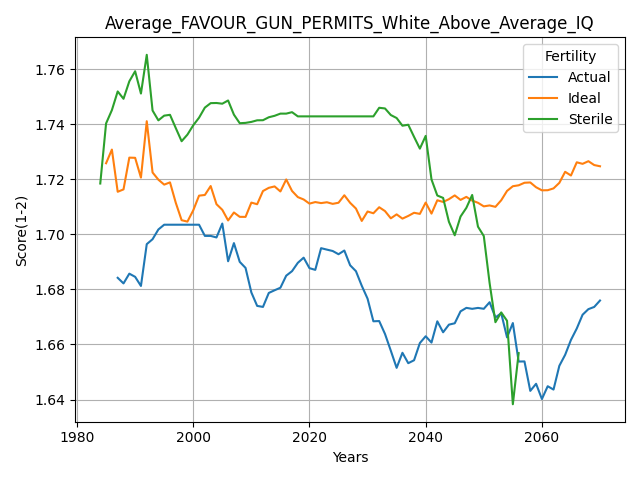 Average_FAVOUR_GUN_PERMITS_White_Above_Average_IQ
Fertility
Actual
Ideal
Sterile
Score(1-2)
1.76
1.74
1.72
1.70
1.68
1.66
1.64
1980
2000
2020
2040
2060
Years